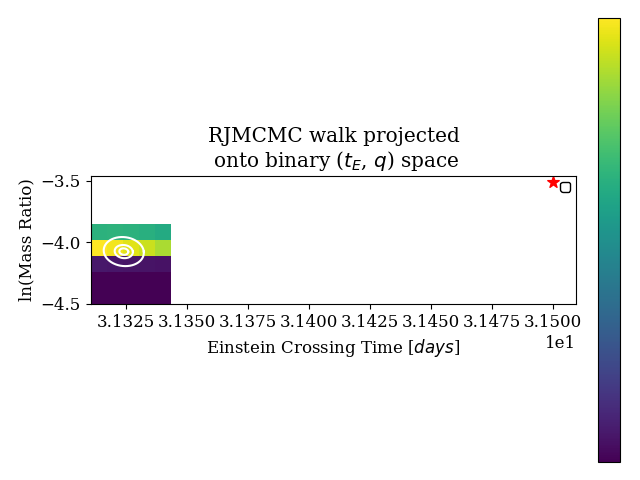 RJMCMC walk projected
onto binary (t_E, q) space
ln(Mass Ratio)
−3.5
−4.0
−4.5
3.1325 3.1350 3.1375 3.1400 3.1425 3.1450 3.1475 3.1500
1e1
Einstein Crossing Time [days]